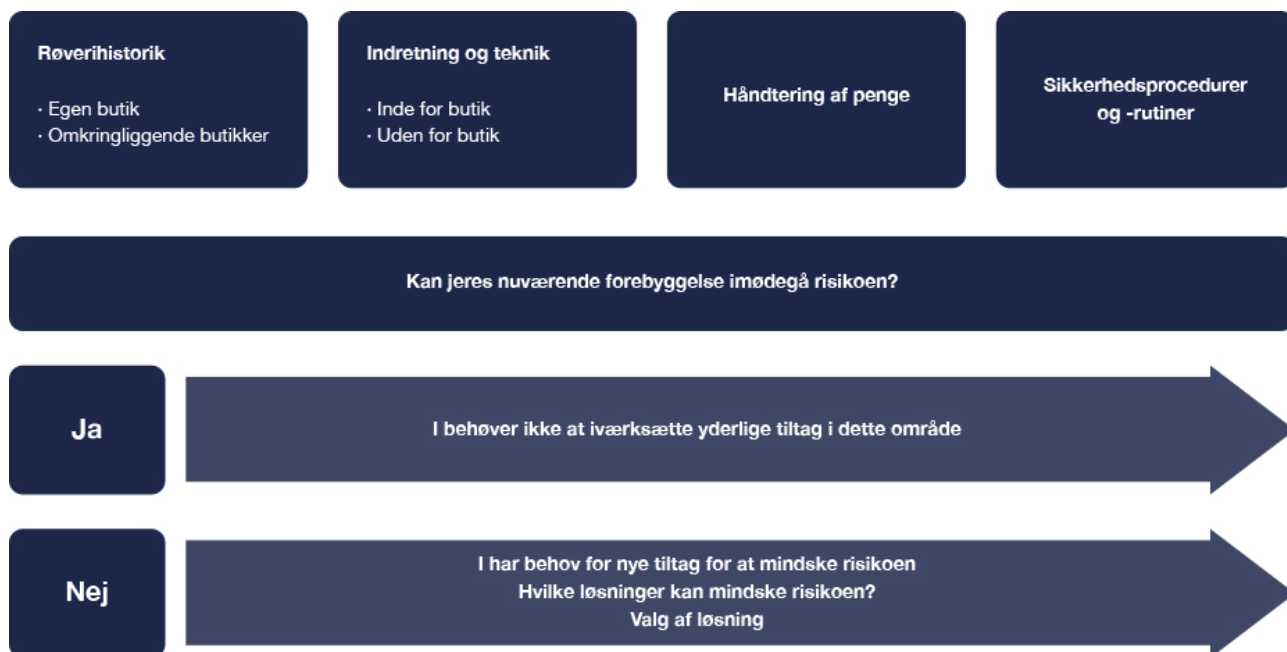 Røverihistorik
· Egen butik
· Omkringliggende butikker
Indretning og teknik
· Inde for butik
· Uden for butik
Håndtering af penge
Sikkerhedsprocedurer
og -rutiner
Kan jeres nuværende forebyggelse imødegå risikoen?
Ja
I behøver ikke at iværksætte yderlige tiltag i dette område
Nej
I har behov for nye tiltag for at mindske risikoen
Hvilke løsninger kan mindske risikoen?
Valg af løsning